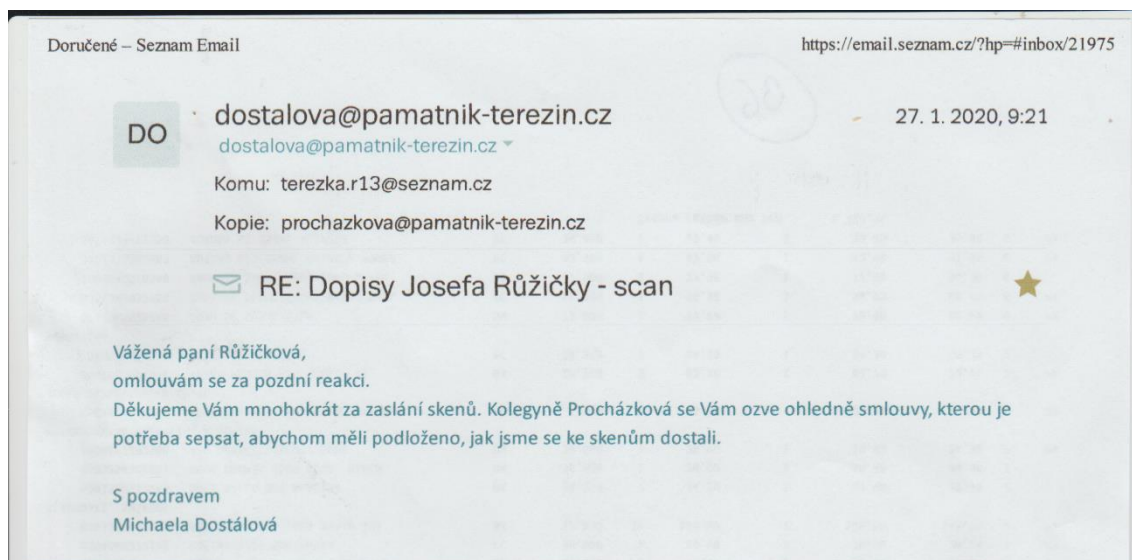 Doručené – Seznam Email
https://email.seznam.cz/?hp=#inbox/21975
DO
dostalova@pamatnik-terezin.cz
27. 1. 2020, 9:21
dostalova@pamatnik-terezin.cz
Komu: terezka.r13@seznam.cz
Kopie: prochazkova@pamatnik-terezin.cz
RE: Dopisy Josefa Růžičky - scan
Vážená paní Růžičková,
omlouvám se za pozdní reakci.
Děkujeme Vám mnohokrát za zaslání skenů. Kolegyně Procházková se Vám ozve ohledně smlouvy, kterou je
potřeba sepsat, abychom měli podloženo, jak jsme se ke skenům dostali.
S pozdravem
Michaela Dostálová